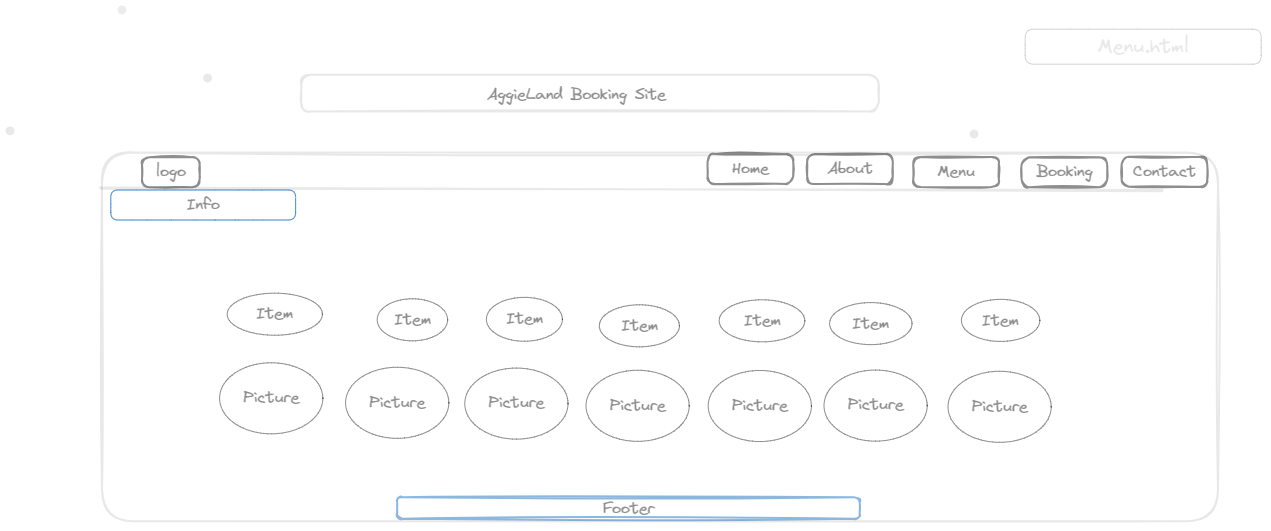 Menu.html
AggieLand Booking Site
logo
Home
About
Menu
Booking
Contact
Info
Item
Item
Item
Item
Item
Item
Item
Picture
Picture
Picture
Picture
Picture
Picture
Picture
Footer